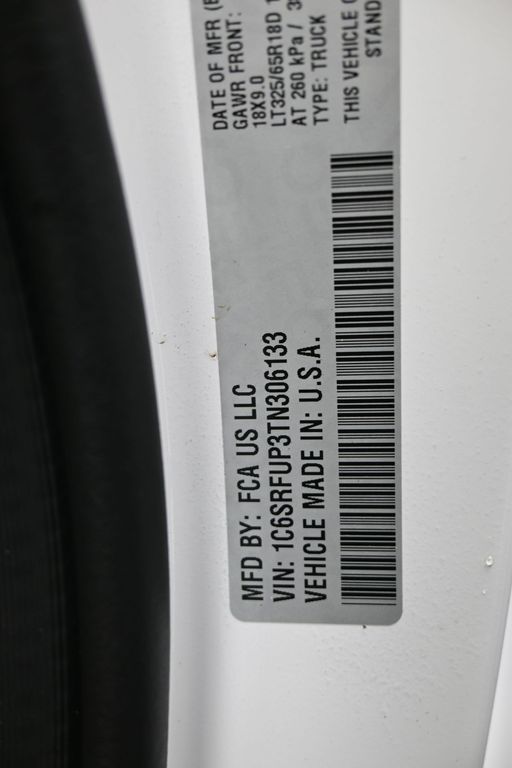 MFD BY: FCA US LLC
VIN: 1C6SRFUP3TN306133
VEHICLE MADE IN: U.S.A.
DATE OF MFR
GAWR FRONT:
18X9.0
LT325/65R18D
AT 260 kPa /
TYPE: TRUCK
THIS VEHICLE